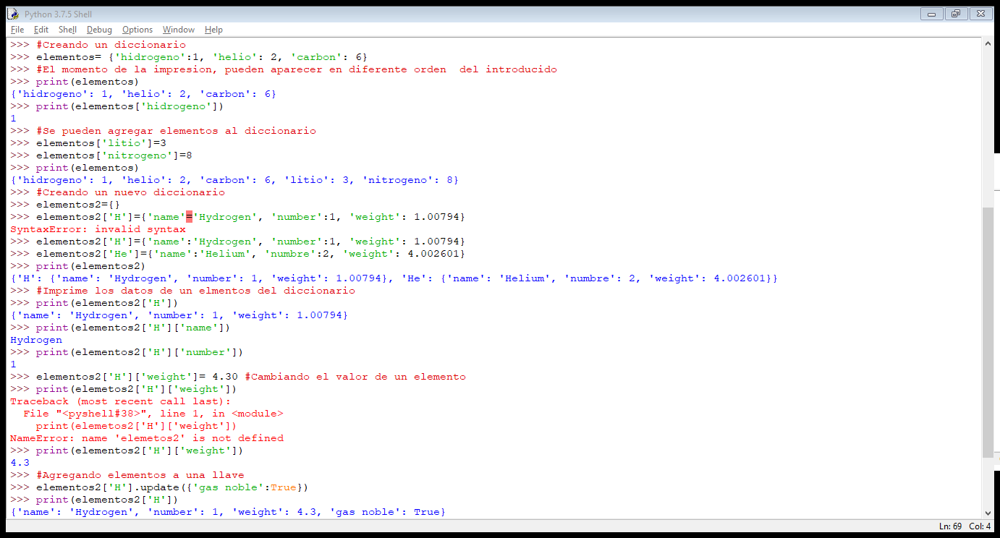 Python 3.7.5 Shell
File Edit Shell Debug Options Window Help
>>> #Creando un diccionario
>>> elementos= {'hidrogeno':1, 'helio': 2, 'carbon': 6}
>>> #El momento de la impresion, pueden aparecer en diferente orden  del introducido
>>> print(elementos)
{'hidrogeno': 1, 'helio': 2, 'carbon': 6}
>>> print(elementos['hidrogeno'])
1
>>> #Se pueden agregar elementos al diccionario
>>> elementos['litio']=3
>>> elementos['nitrogeno']=8
>>> print(elementos)
{'hidrogeno': 1, 'helio': 2, 'carbon': 6, 'litio': 3, 'nitrogeno': 8}
>>> #Creando un nuevo diccionario
>>> elementos2={}
>>> elementos2['H']={'name'='Hydrogen', 'number':1, 'weight': 1.00794}
SyntaxError: invalid syntax
>>> elementos2['H']={'name':'Hydrogen', 'number':1, 'weight': 1.00794}
>>> elementos2['He']={'name':'Helium', 'numbre':2, 'weight': 4.002601}
>>> print(elementos2)
{'H': {'name': 'Hydrogen', 'number': 1, 'weight': 1.00794}, 'He': {'name': 'Helium', 'numbre': 2, 'weight': 4.002601}}
>>> #Imprime los datos de un elmentos del diccionario
>>> print(elementos2['H'])
{'name': 'Hydrogen', 'number': 1, 'weight': 1.00794}
>>> print(elementos2['H']['name'])
Hydrogen
>>> print(elementos2['H']['number'])
1
>>> elementos2['H']['weight']= 4.30 #Cambiando el valor de un elemento
>>> print(elemetos2['H']['weight'])
Traceback (most recent call last):
  File "<pyshell#38>", line 1, in <module>
    print(elemetos2['H']['weight'])
NameError: name 'elemetos2' is not defined
>>> print(elementos2['H']['weight'])
4.3
>>> #Agregando elementos a una llave
>>> elementos2['H'].update({'gas noble':True})
>>> print(elementos2['H'])
{'name': 'Hydrogen', 'number': 1, 'weight': 4.3, 'gas noble': True}
Ln: 69 Col: 4